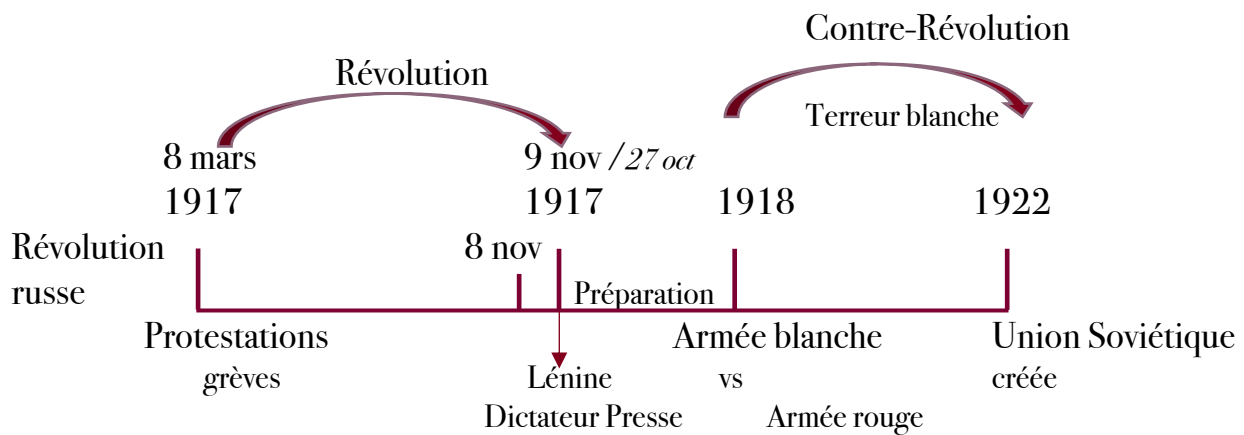 Contre-Révolution
Révolution
Terreur blanche
8 mars 9 nov / 27 oct
1917 1917 1918 1922
Révolution 8 nov
russe Préparation
Protestations Armée blanche Union Soviétique
grèves Lénine vs créée
Dictateur Presse Armée rouge